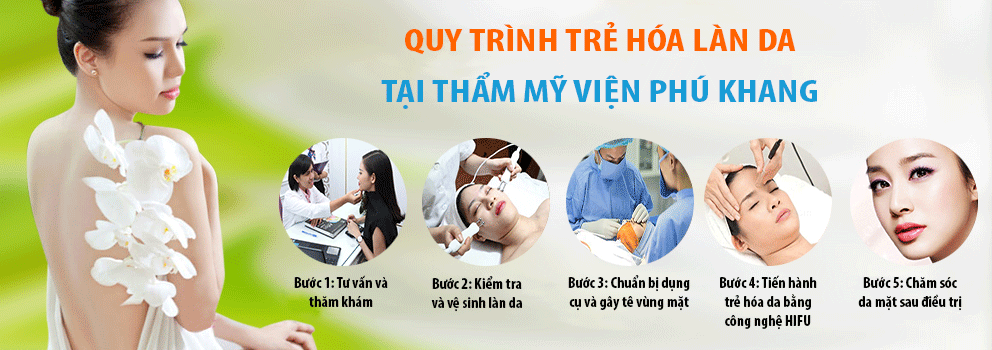 QUY TRÌNH TRẺ HÓA LÀN DA
TẠI THẨM MỸ VIỆN PHÚ KHANG
Bước 1: Tư vấn và
thăm khám
Bước 2: Kiểm tra
và vệ sinh làn da
Bước 3: Chuẩn bị dụng
cụ và gây tê vùng mặt
Bước 4: Tiến hành
trẻ hóa da bằng
công nghệ HIFU
Bước 5: Chăm sóc
da mặt sau điều trị